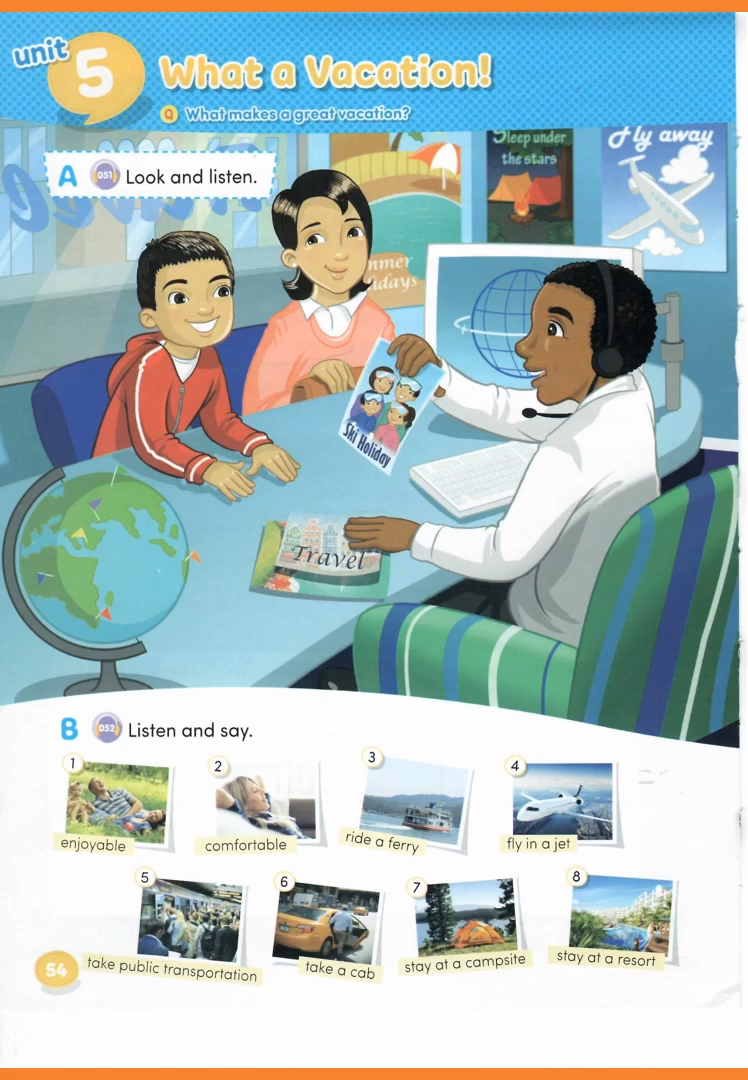 unit
5
What a Vacation!
Q What makes a great vacation?
A 051 Look and listen.
Sleep under
the stars
Fly away
mmer
idays
Ski Holiday
Travel
B 052 Listen and say.
1
enjoyable
2
comfortable
3
ride a ferry
4
fly in a jet
5
take public transportation
6
take a cab
7
stay at a campsite
8
stay at a resort
54